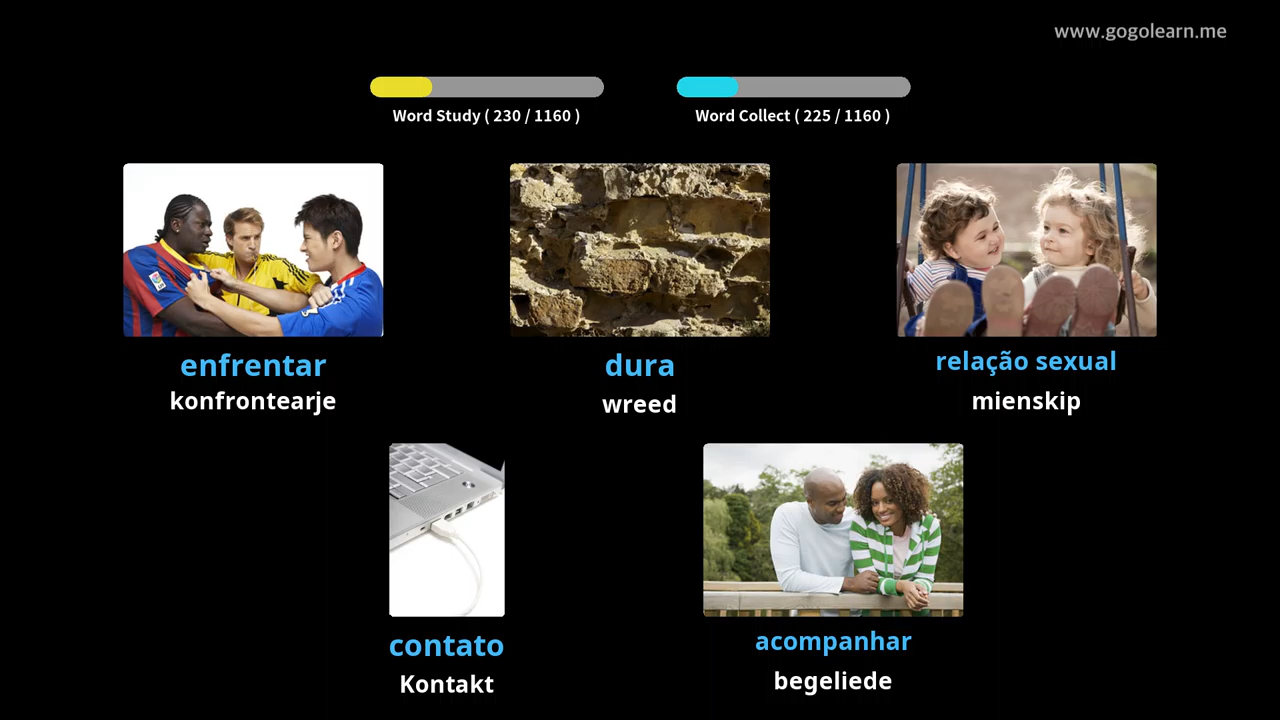 www.gogolearn.me
Word Study ( 230 / 1160 )
Word Collect ( 225 / 1160 )
enfrentar
konfrontearje
dura
wreed
relação sexual
mienskip
contato
Kontakt
acompanhar
begeliede